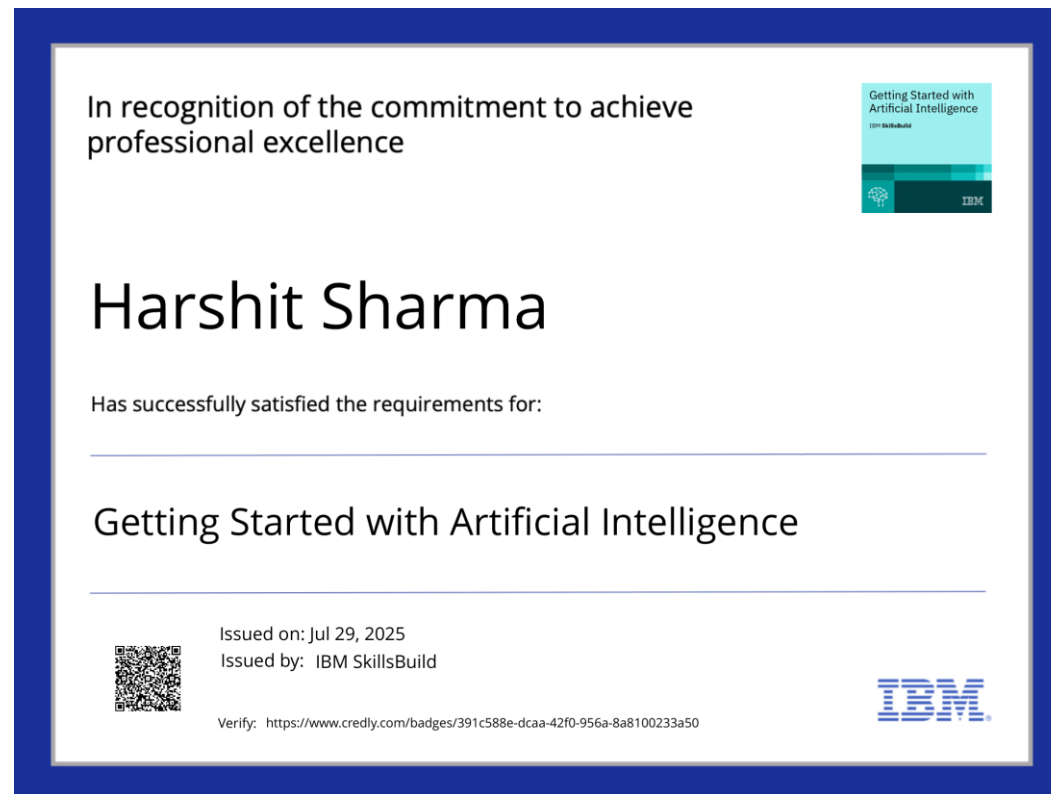 In recognition of the commitment to achieve
professional excellence
Getting Started with
Artificial Intelligence
IBM SkillsBuild
IBM
Harshit Sharma
Has successfully satisfied the requirements for:
Getting Started with Artificial Intelligence
Issued on: Jul 29, 2025
Issued by: IBM SkillsBuild
Verify: https://www.credly.com/badges/391c588e-dcaa-42f0-956a-8a8100233a50
IBM.